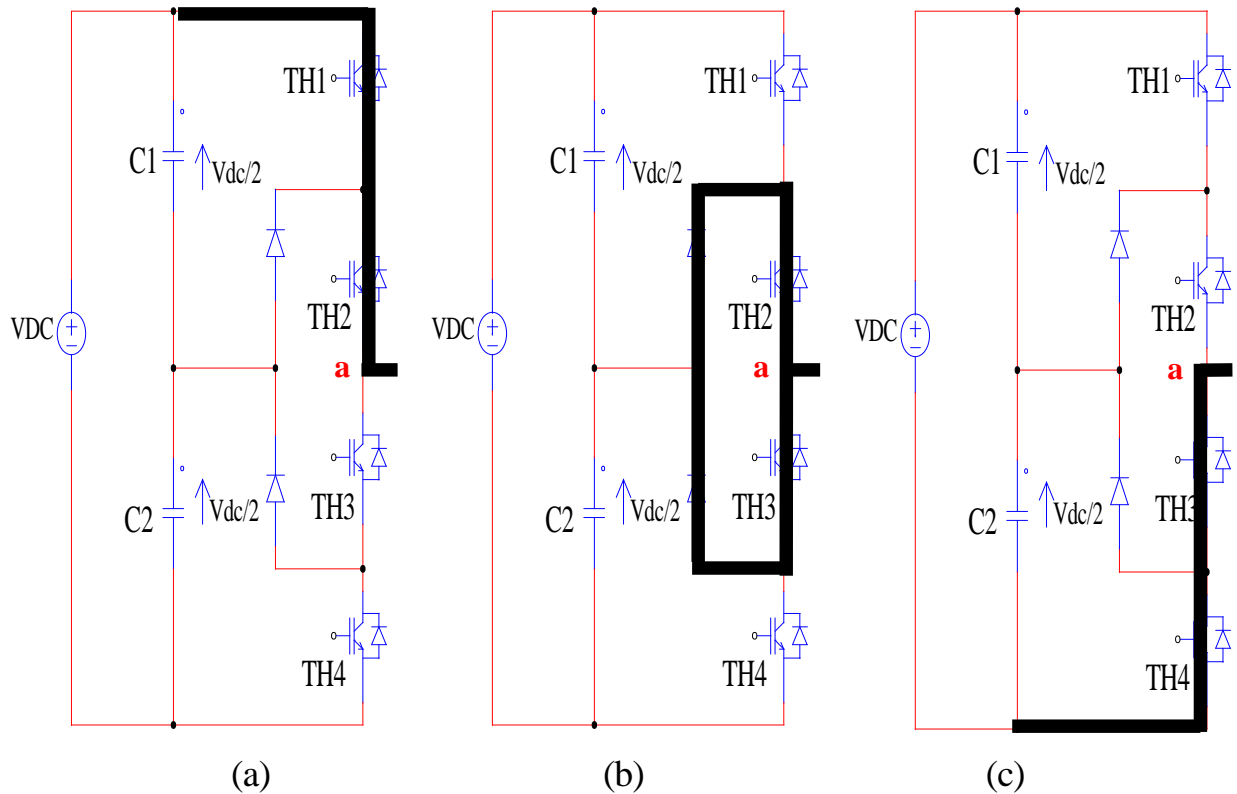 TH1
C1
Vdc/2
TH2
VDC
a
C2
Vdc/2
TH3
TH4
(a)
TH1
C1
Vdc/2
TH2
VDC
a
C2
Vdc/2
TH3
TH4
(b)
TH1
C1
Vdc/2
TH2
VDC
a
C2
Vdc/2
TH3
TH4
(c)